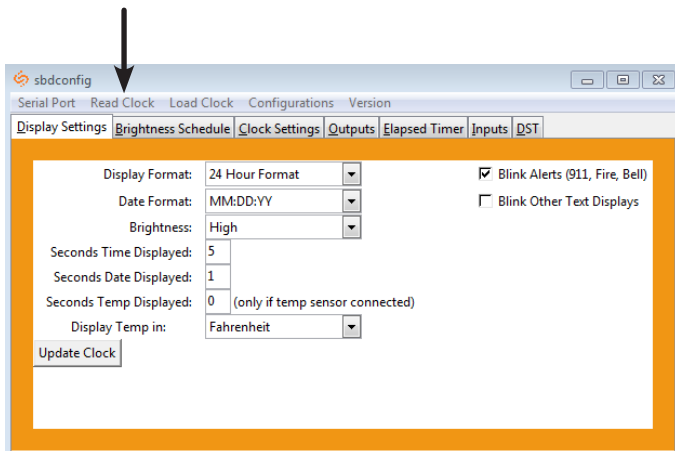 sbdconfig
Serial Port Read Clock Load Clock Configurations Version
Display Settings Brightness Schedule Clock Settings Outputs Elapsed Timer Inputs DST
Display Format: 24 Hour Format Blink Alerts (911, Fire, Bell)
Date Format: MM:DD:YY Blink Other Text Displays
Brightness: High
Seconds Time Displayed: 5
Seconds Date Displayed: 1
Seconds Temp Displayed: 0 (only if temp sensor connected)
Display Temp in: Fahrenheit
Update Clock